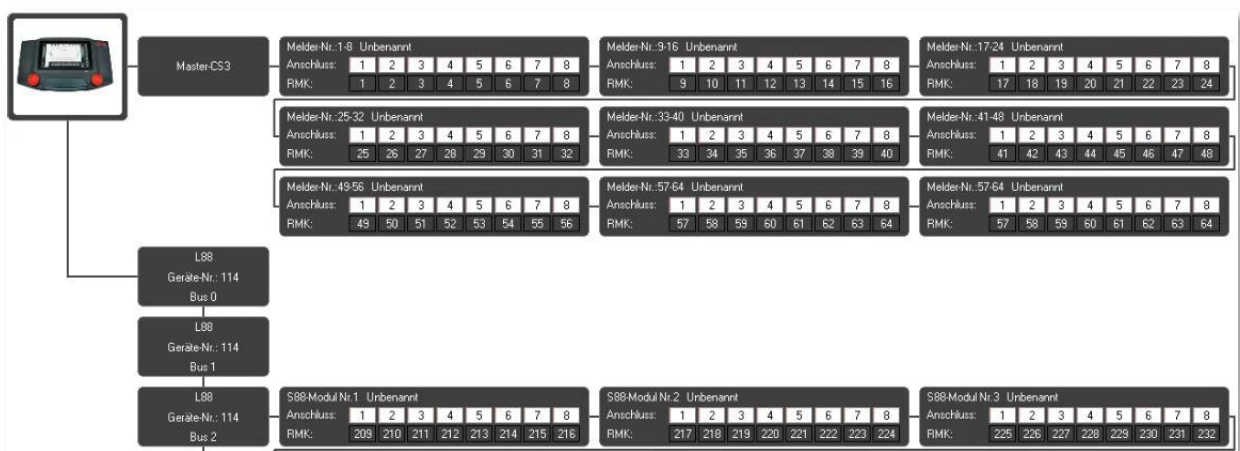 Master-CS3
Melder-Nr.:1-8 Unbenannt
Anschluss: 1 2 3 4 5 6 7 8
RMK: 1 2 3 4 5 6 7 8
Melder-Nr.:9-16 Unbenannt
Anschluss: 1 2 3 4 5 6 7 8
RMK: 9 10 11 12 13 14 15 16
Melder-Nr.:17-24 Unbenannt
Anschluss: 1 2 3 4 5 6 7 8
RMK: 17 18 19 20 21 22 23 24
Melder-Nr.:25-32 Unbenannt
Anschluss: 1 2 3 4 5 6 7 8
RMK: 25 26 27 28 29 30 31 32
Melder-Nr.:33-40 Unbenannt
Anschluss: 1 2 3 4 5 6 7 8
RMK: 33 34 35 36 37 38 39 40
Melder-Nr.:41-48 Unbenannt
Anschluss: 1 2 3 4 5 6 7 8
RMK: 41 42 43 44 45 46 47 48
Melder-Nr.:49-56 Unbenannt
Anschluss: 1 2 3 4 5 6 7 8
RMK: 49 50 51 52 53 54 55 56
Melder-Nr.:57-64 Unbenannt
Anschluss: 1 2 3 4 5 6 7 8
RMK: 57 58 59 60 61 62 63 64
Melder-Nr.:57-64 Unbenannt
Anschluss: 1 2 3 4 5 6 7 8
RMK: 57 58 59 60 61 62 63 64
L88
Geräte-Nr.: 114
Bus 0
L88
Geräte-Nr.: 114
Bus 1
L88
Geräte-Nr.: 114
Bus 2
S88-Modul Nr.1 Unbenannt
Anschluss: 1 2 3 4 5 6 7 8
RMK: 209 210 211 212 213 214 215 216
S88-Modul Nr.2 Unbenannt
Anschluss: 1 2 3 4 5 6 7 8
RMK: 217 218 219 220 221 222 223 224
S88-Modul Nr.3 Unbenannt
Anschluss: 1 2 3 4 5 6 7 8
RMK: 225 226 227 228 229 230 231 232